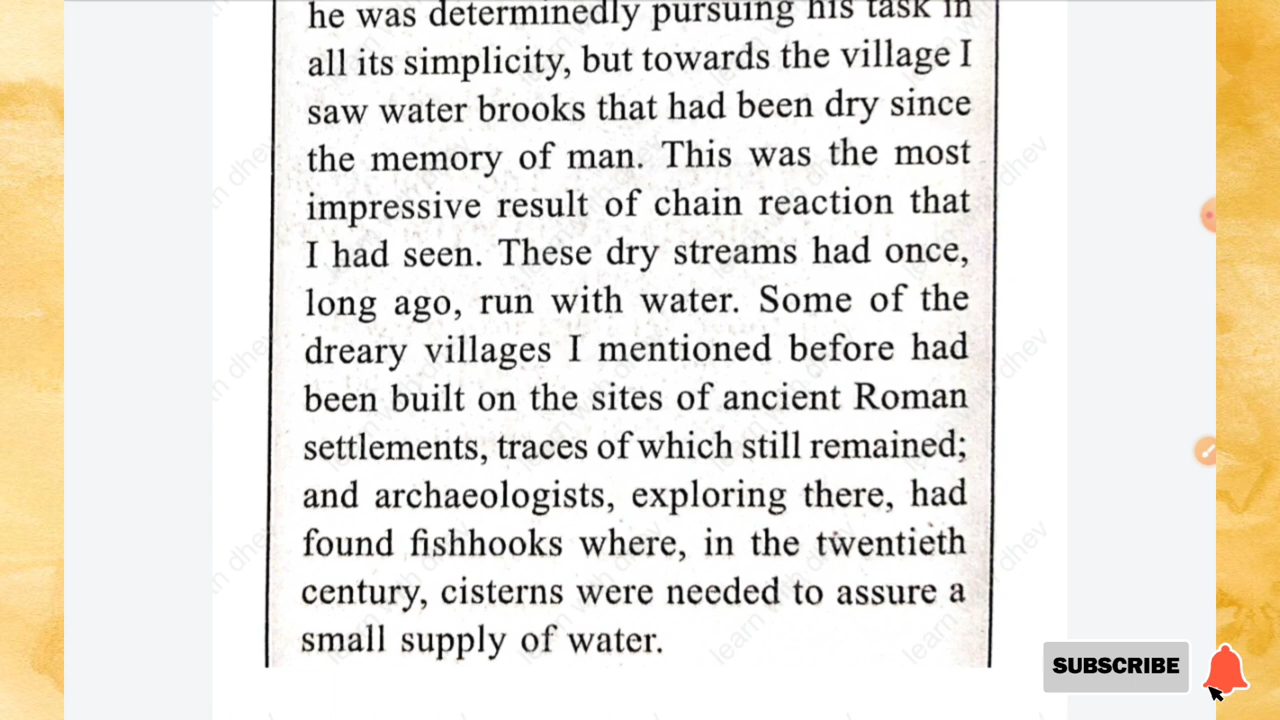 he was determinedly pursuing his task in
all its simplicity, but towards the village I
saw water brooks that had been dry since
the memory of man. This was the most
impressive result of chain reaction that
I had seen. These dry streams had once,
long ago, run with water. Some of the
dreary villages I mentioned before had
been built on the sites of ancient Roman
settlements, traces of which still remained;
and archaeologists, exploring there, had
found fishhooks where, in the twentieth
century, cisterns were needed to assure a
small supply of water.
learn with dhev
SUBSCRIBE